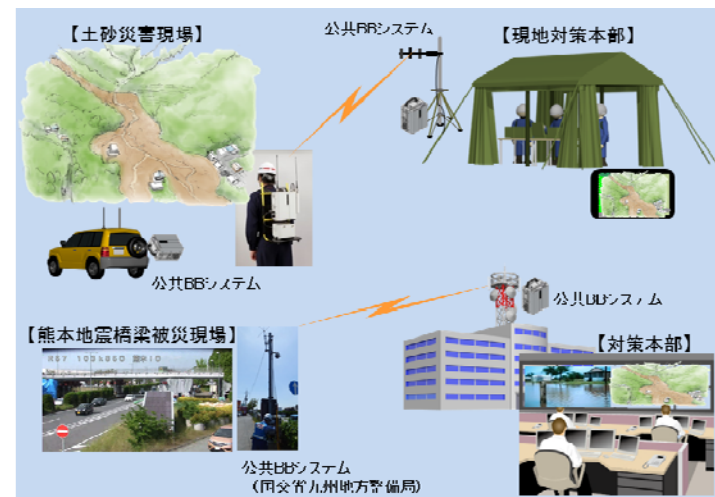 【土砂災害現場】
公共BBシステム
【現地対策本部】
公共BBシステム
公共BBシステム
【熊本地震橋梁被災現場】
【対策本部】
公共BBシステム
（国交省九州地方整備局）